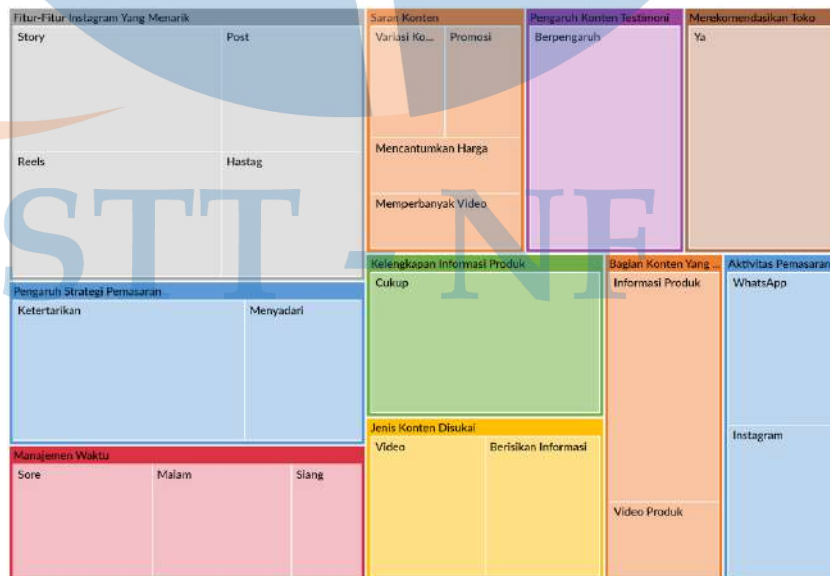 Fitur-Fitur Instagram Yang Menarik
Story
Post
Reels
Hastag
Saran Konten
Variasi Ko...
Promosi
Mencantumkan Harga
Memperbanyak Video
Pengaruh Konten Testimoni
Berpengaruh
Merekomendasikan Toko
Ya
Pengaruh Strategi Pemasaran
Ketertarikan
Menyadari
Kelengkapan Informasi Produk
Cukup
Bagian Konten Yang ...
Informasi Produk
Video Produk
Aktivitas Pemasaran
WhatsApp
Instagram
Manajemen Waktu
Sore
Malam
Siang
Jenis Konten Disukai
Video
Berisikan Informasi
STT - NF